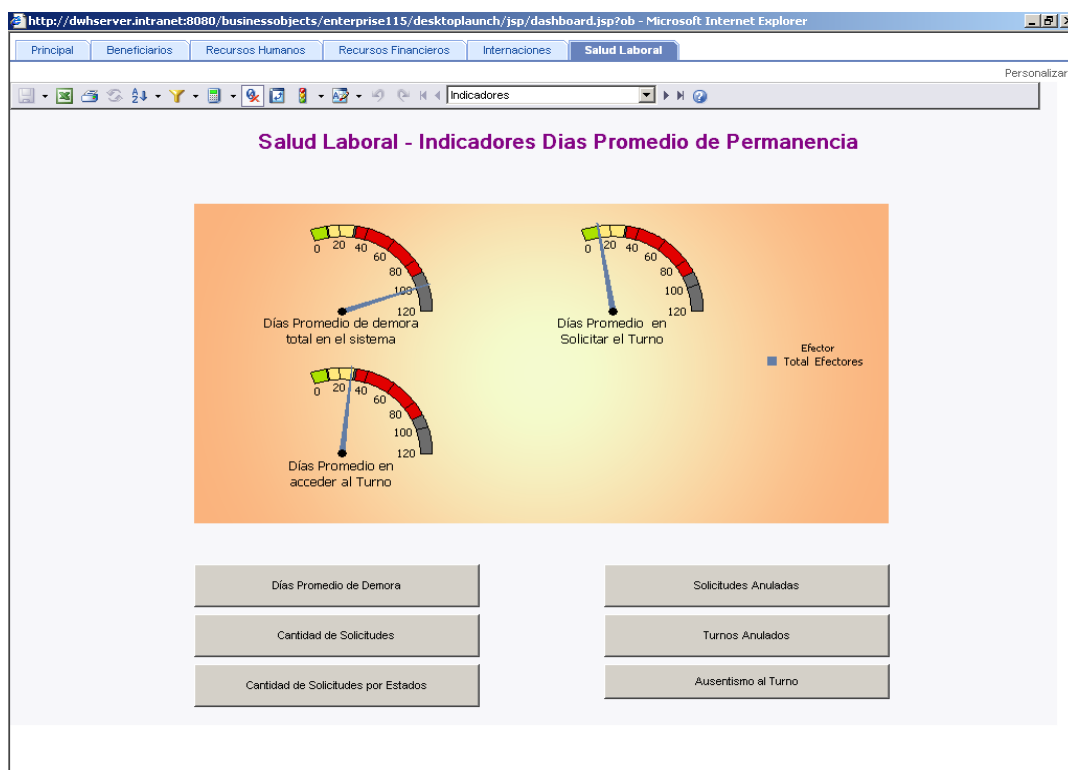 http://dwhserver.intranet:8080/businessobjects/enterprise115/desktoplaunch/jsp/dashboard.jsp?ob - Microsoft Internet Explorer
Principal Beneficiarios Recursos Humanos Recursos Financieros Internaciones Salud Laboral
Personalizar
Indicadores
Salud Laboral - Indicadores Dias Promedio de Permanencia
0 20 40 60 80 100 120
Días Promedio de demora
total en el sistema
0 20 40 60 80 100 120
Días Promedio en
Solicitar el Turno
Efector
Total Efectores
0 20 40 60 80 100 120
Días Promedio en
acceder al Turno
Días Promedio de Demora
Solicitudes Anuladas
Cantidad de Solicitudes
Turnos Anulados
Cantidad de Solicitudes por Estados
Ausentismo al Turno